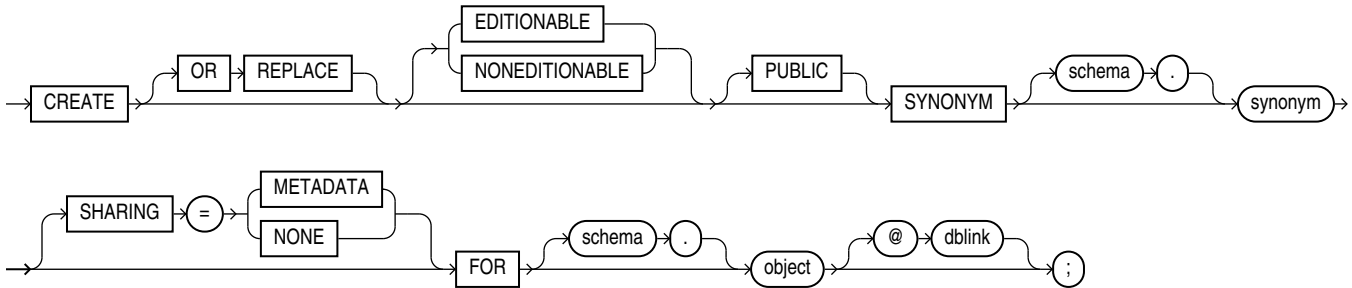 EDITIONABLE
OR REPLACE NONEDITIONABLE PUBLIC schema .
CREATE SYNONYM synonym
METADATA
SHARING = NONE schema . @ dblink
FOR object ;